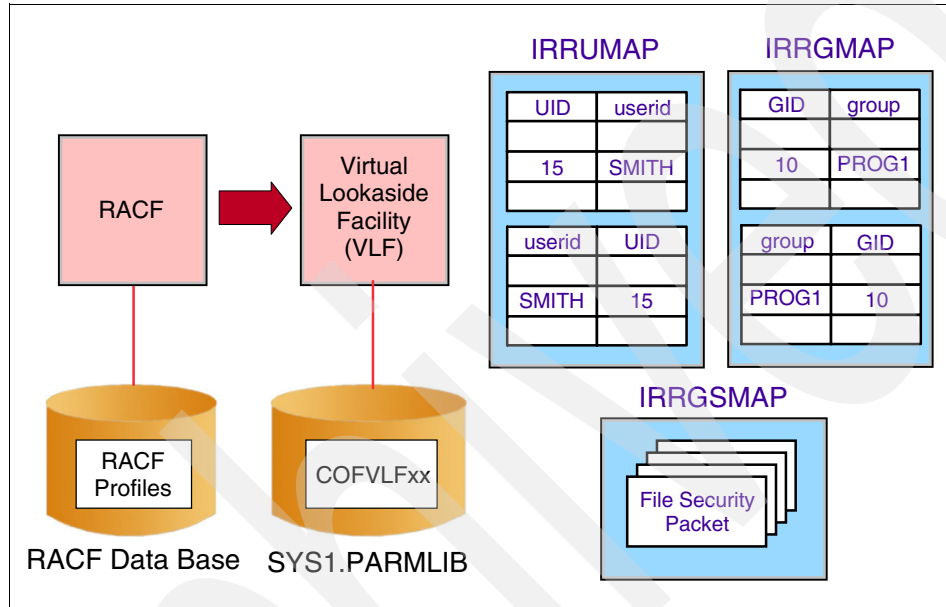 IRRUMAP
UID userid
15 SMITH
userid UID
SMITH 15
IRRGMAP
GID group
10 PROG1
group GID
PROG1 10
RACF
Virtual
Lookaside
Facility
(VLF)
RACF
Profiles
RACF Data Base
COFVLFxx
SYS1.PARMLIB
IRRGSMAP
File Security
Packet